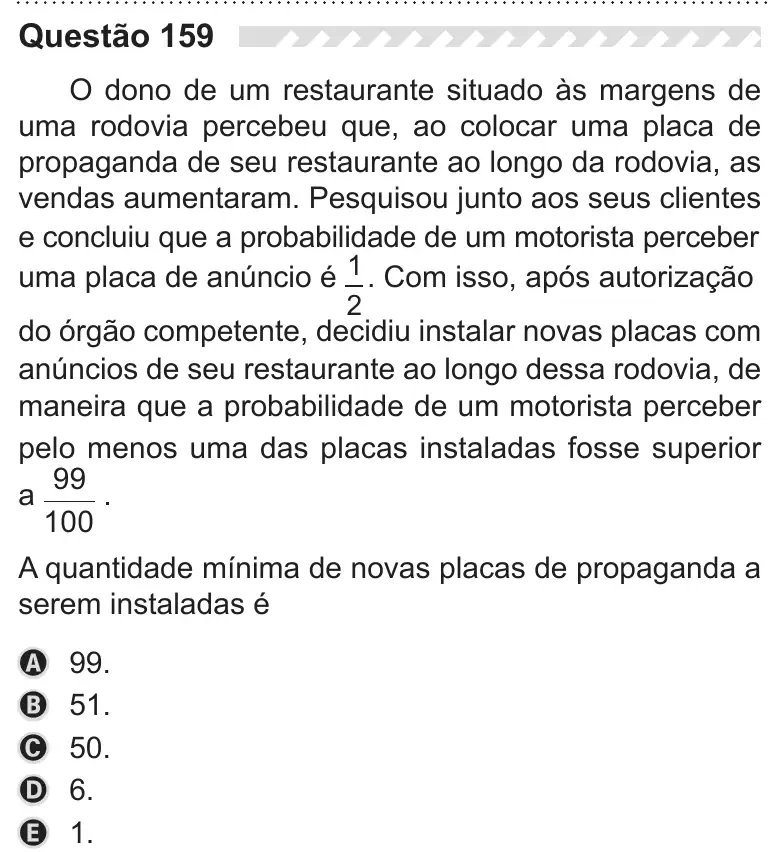 Questão 159
O dono de um restaurante situado às margens de
uma rodovia percebeu que, ao colocar uma placa de
propaganda de seu restaurante ao longo da rodovia, as
vendas aumentaram. Pesquisou junto aos seus clientes
e concluiu que a probabilidade de um motorista perceber
uma placa de anúncio é 1/2. Com isso, após autorização
do órgão competente, decidiu instalar novas placas com
anúncios de seu restaurante ao longo dessa rodovia, de
maneira que a probabilidade de um motorista perceber
pelo menos uma das placas instaladas fosse superior
a 99/100.
A quantidade mínima de novas placas de propaganda a
serem instaladas é
A 99.
B 51.
C 50.
D 6.
E 1.